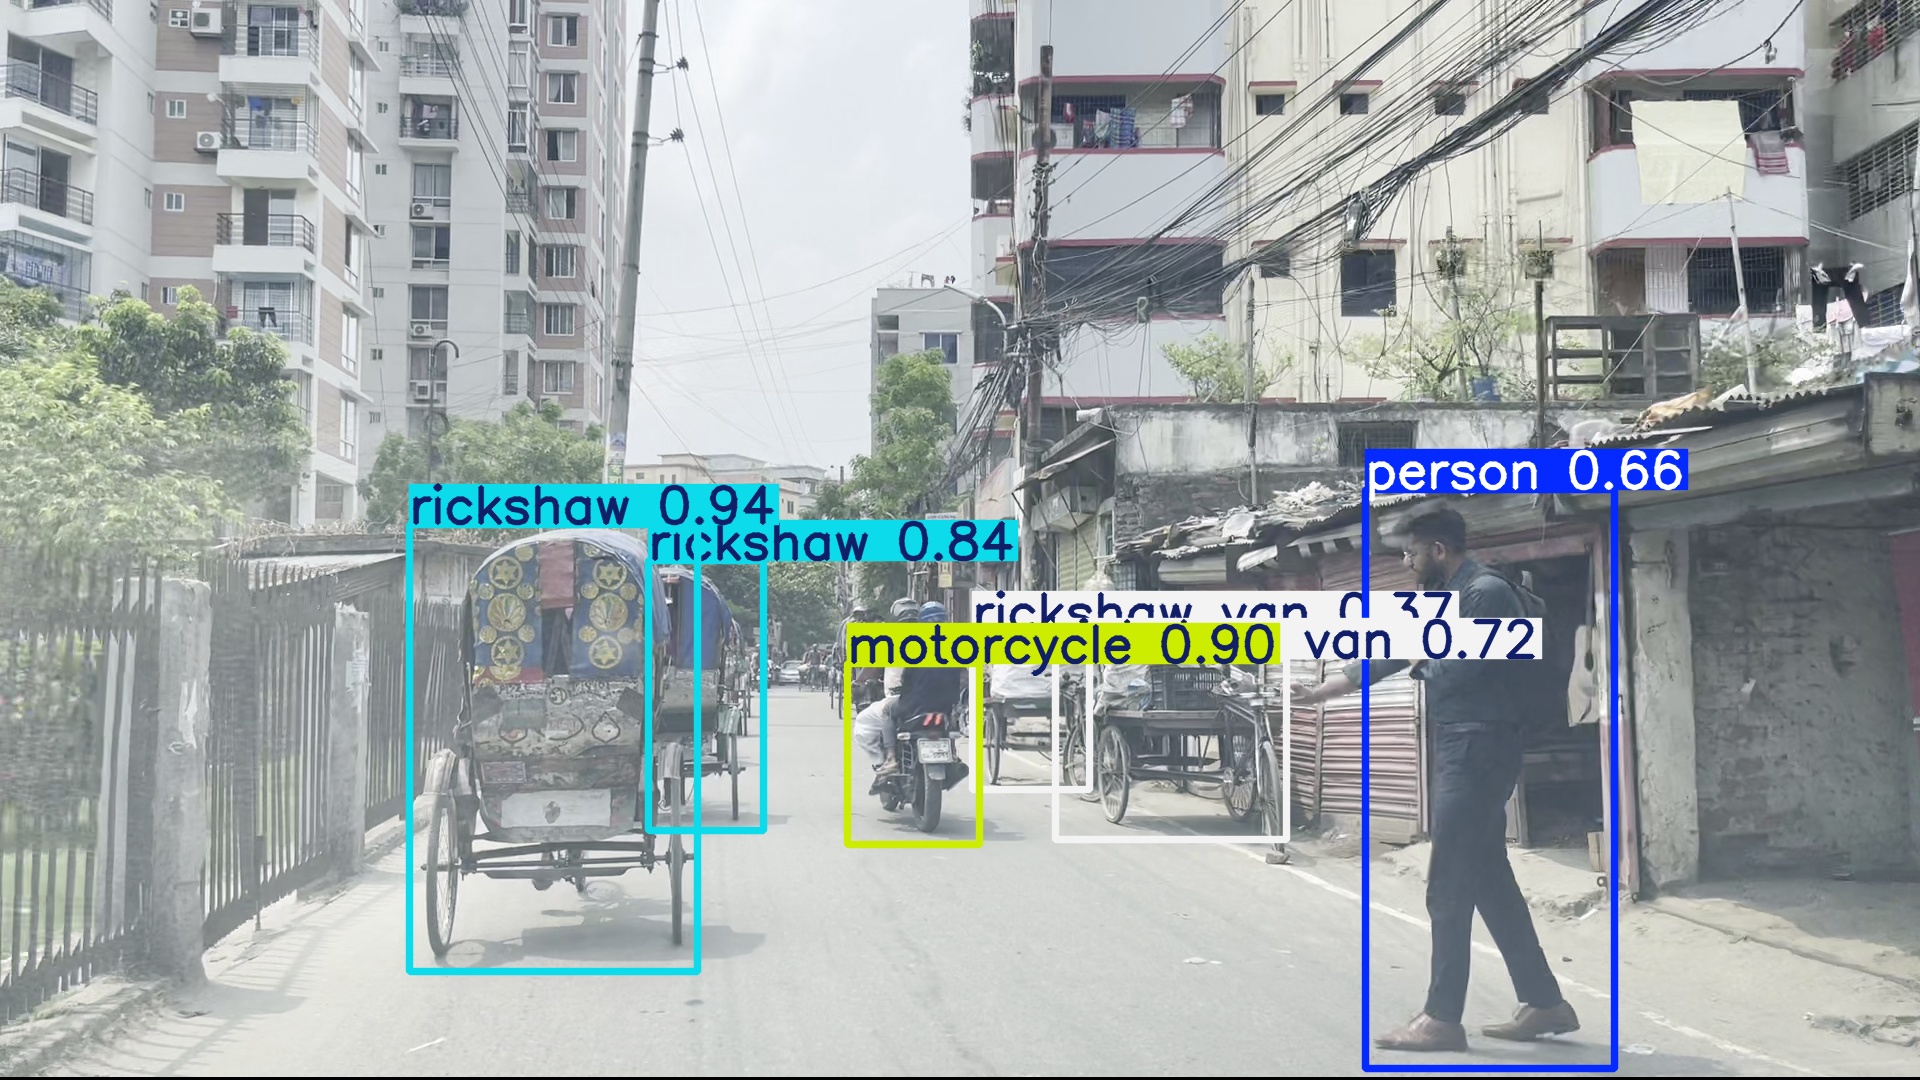 person 0.66
rickshaw 0.94
rickshaw 0.84
rickshaw van 0.37
van 0.72
motorcycle 0.90